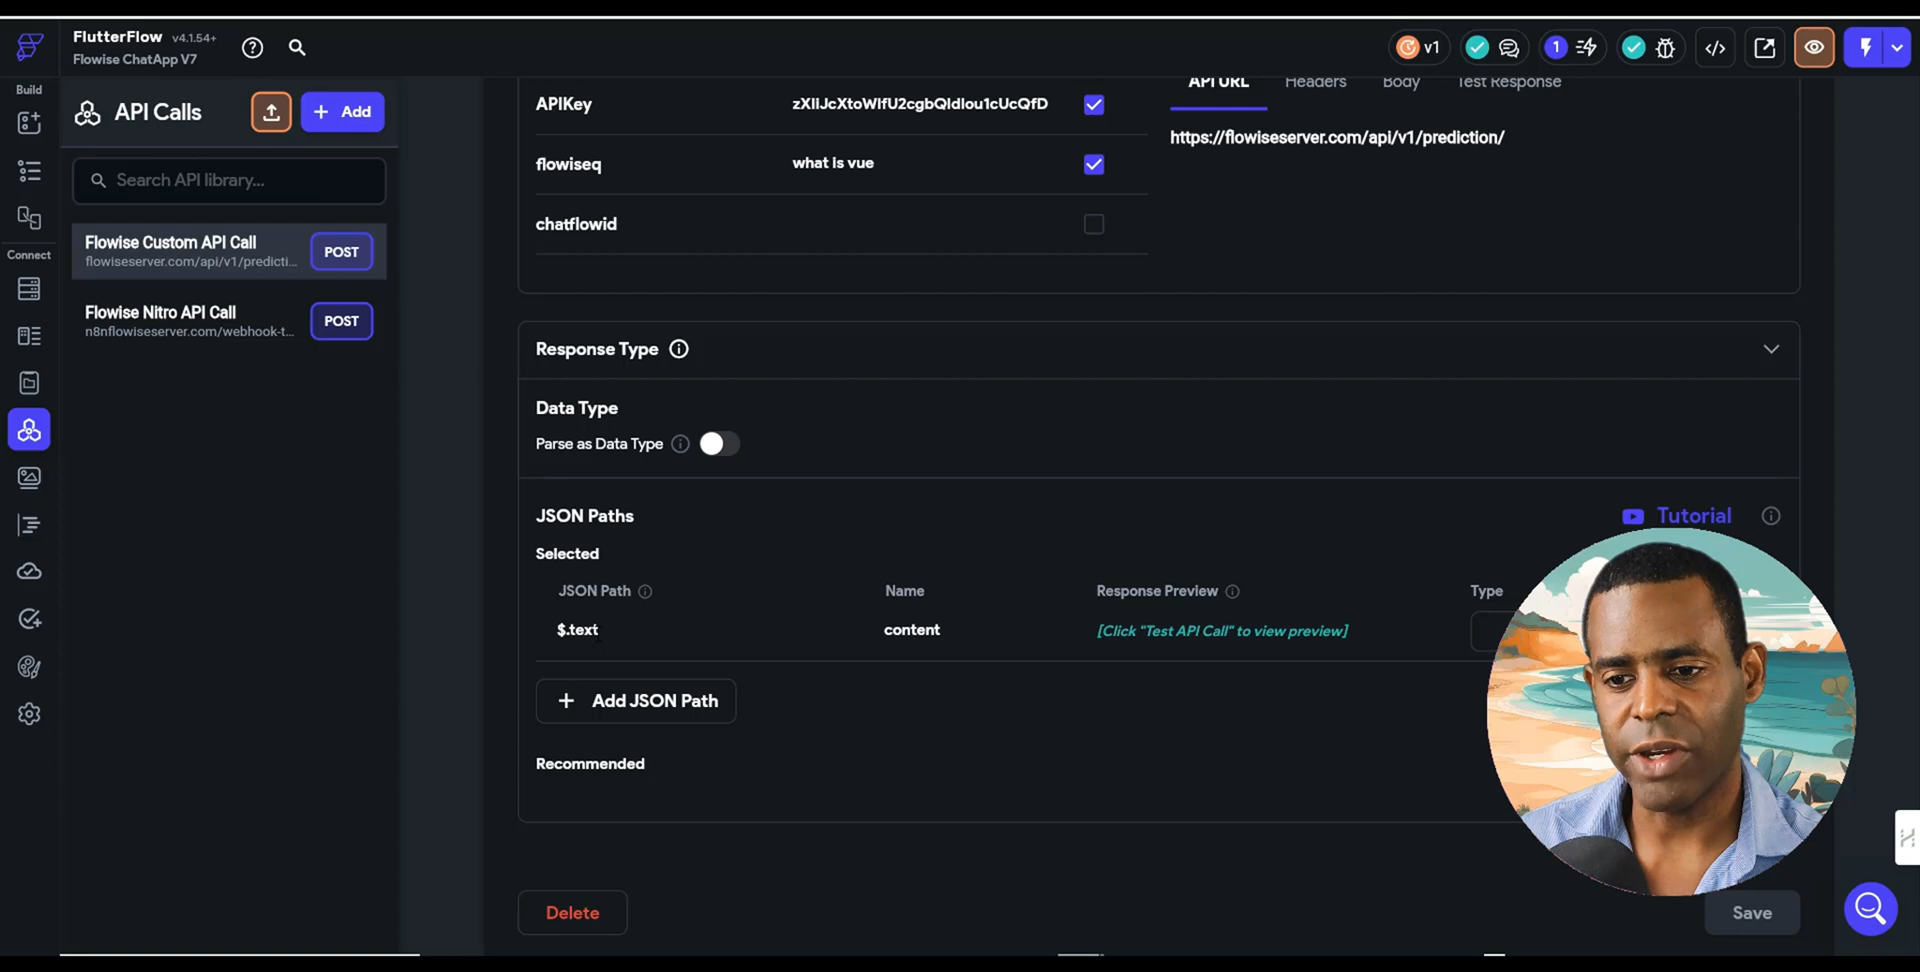 FlutterFlow v4.1.54+
Flowise ChatApp V7
v1
1
Build
Connect
API Calls
Add
Search API library...
Flowise Custom API Call
flowiseserver.com/api/v1/predicti...
POST
Flowise Nitro API Call
n8nflowiseserver.com/webhook-t...
POST
APIKey
flowiseq what is vue
chatflowid
API URL Headers Body Test Response
https://flowiseserver.com/api/v1/prediction/
Response Type
Data Type
Parse as Data Type
JSON Paths
Tutorial
Selected
JSON Path Name Response Preview Type
$.text content [Click "Test API Call" to view preview]
Add JSON Path
Recommended
Delete
Save